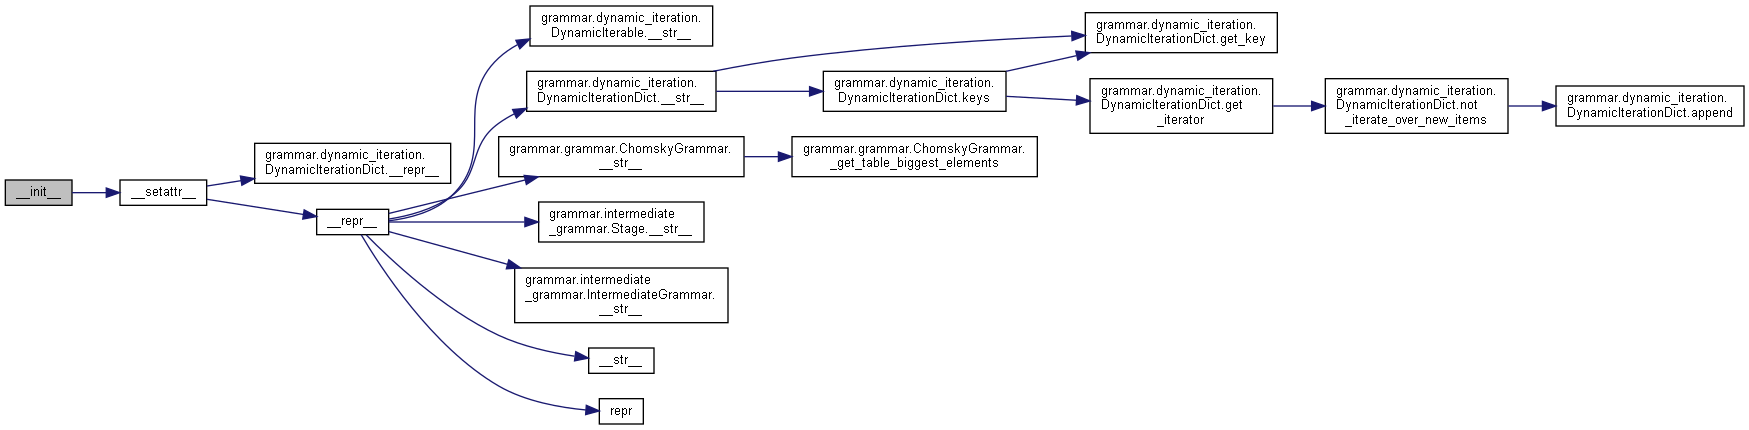 __init__
__setattr__
grammar.dynamic_iteration.
DynamicIterationDict.__repr__
__repr__
grammar.dynamic_iteration.
DynamicIterable.__str__
grammar.dynamic_iteration.
DynamicIterationDict.__str__
grammar.grammar.ChomskyGrammar.
__str__
grammar.intermediate
_grammar.Stage.__str__
grammar.intermediate
_grammar.IntermediateGrammar.
__str__
__str__
repr
grammar.dynamic_iteration.
DynamicIterationDict.keys
grammar.grammar.ChomskyGrammar.
_get_table_biggest_elements
grammar.dynamic_iteration.
DynamicIterationDict.get_key
grammar.dynamic_iteration.
DynamicIterationDict.get
_iterator
grammar.dynamic_iteration.
DynamicIterationDict.not
_iterate_over_new_items
grammar.dynamic_iteration.
DynamicIterationDict.append